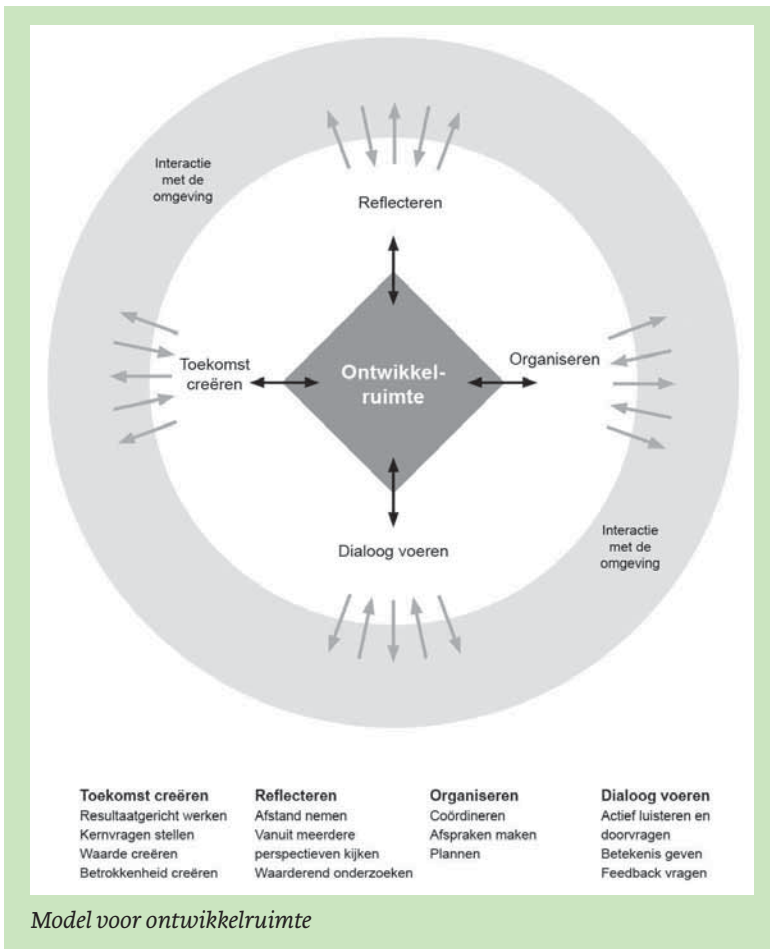 Interactie
met de
omgeving
Reflecteren
Toekomst
creëren
Ontwikkel-
ruimte
Organiseren
Dialoog voeren
Interactie
met de
omgeving
Toekomst creëren
Resultaatgericht werken
Kernvragen stellen
Waarde creëren
Betrokkenheid creëren
Reflecteren
Afstand nemen
Vanuit meerdere
perspectieven kijken
Waarderend onderzoeken
Organiseren
Coördineren
Afspraken maken
Plannen
Dialoog voeren
Actief luisteren en
doorvragen
Betekenis geven
Feedback vragen
Model voor ontwikkelruimte